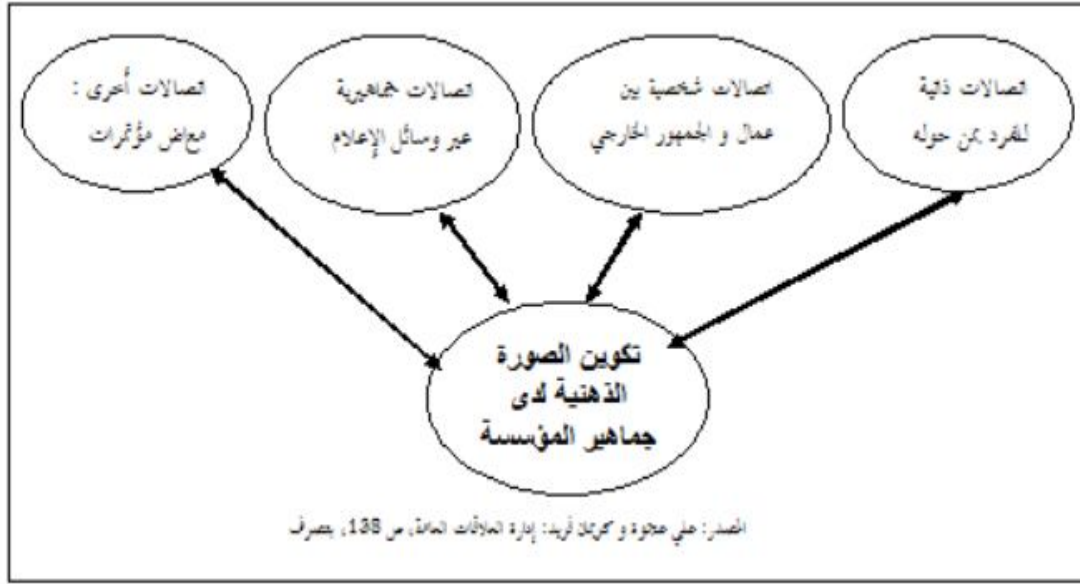 اتصالات ذاتية
للفرد بمن حوله
اتصالات شخصية بين
عمال و الجمهور الخارجي
اتصالات جماهيرية
عبر وسائل الإعلام
اتصالات أخرى :
معارض مؤتمرات
تكوين الصورة
الذهنية لدى
جماهير المؤسسة
المصدر: علي عجوة و كريمان فريد: إدارة العلاقات العامة، ص 138، بتصرف